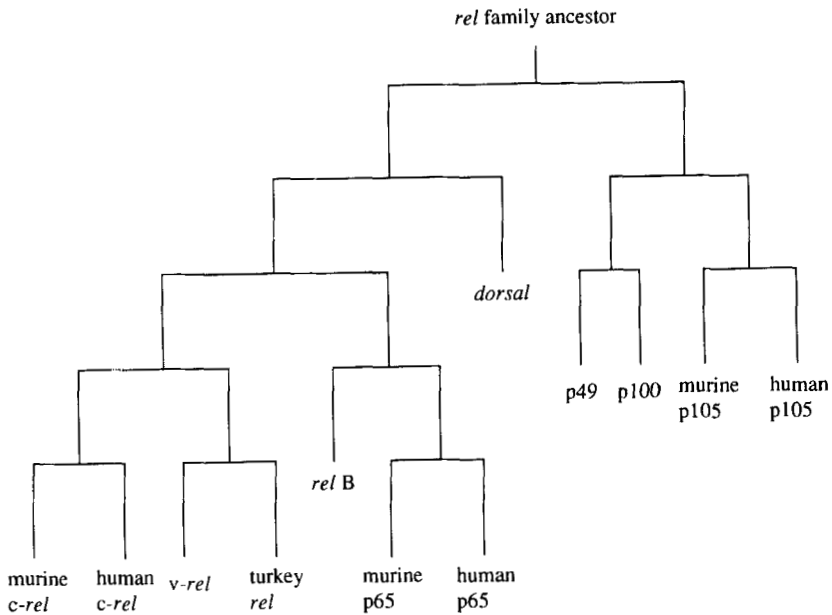 rel family ancestor
dorsal
p49 p100 murine human
p105 p105
rel B
murine human v-rel turkey murine human
c-rel c-rel rel p65 p65